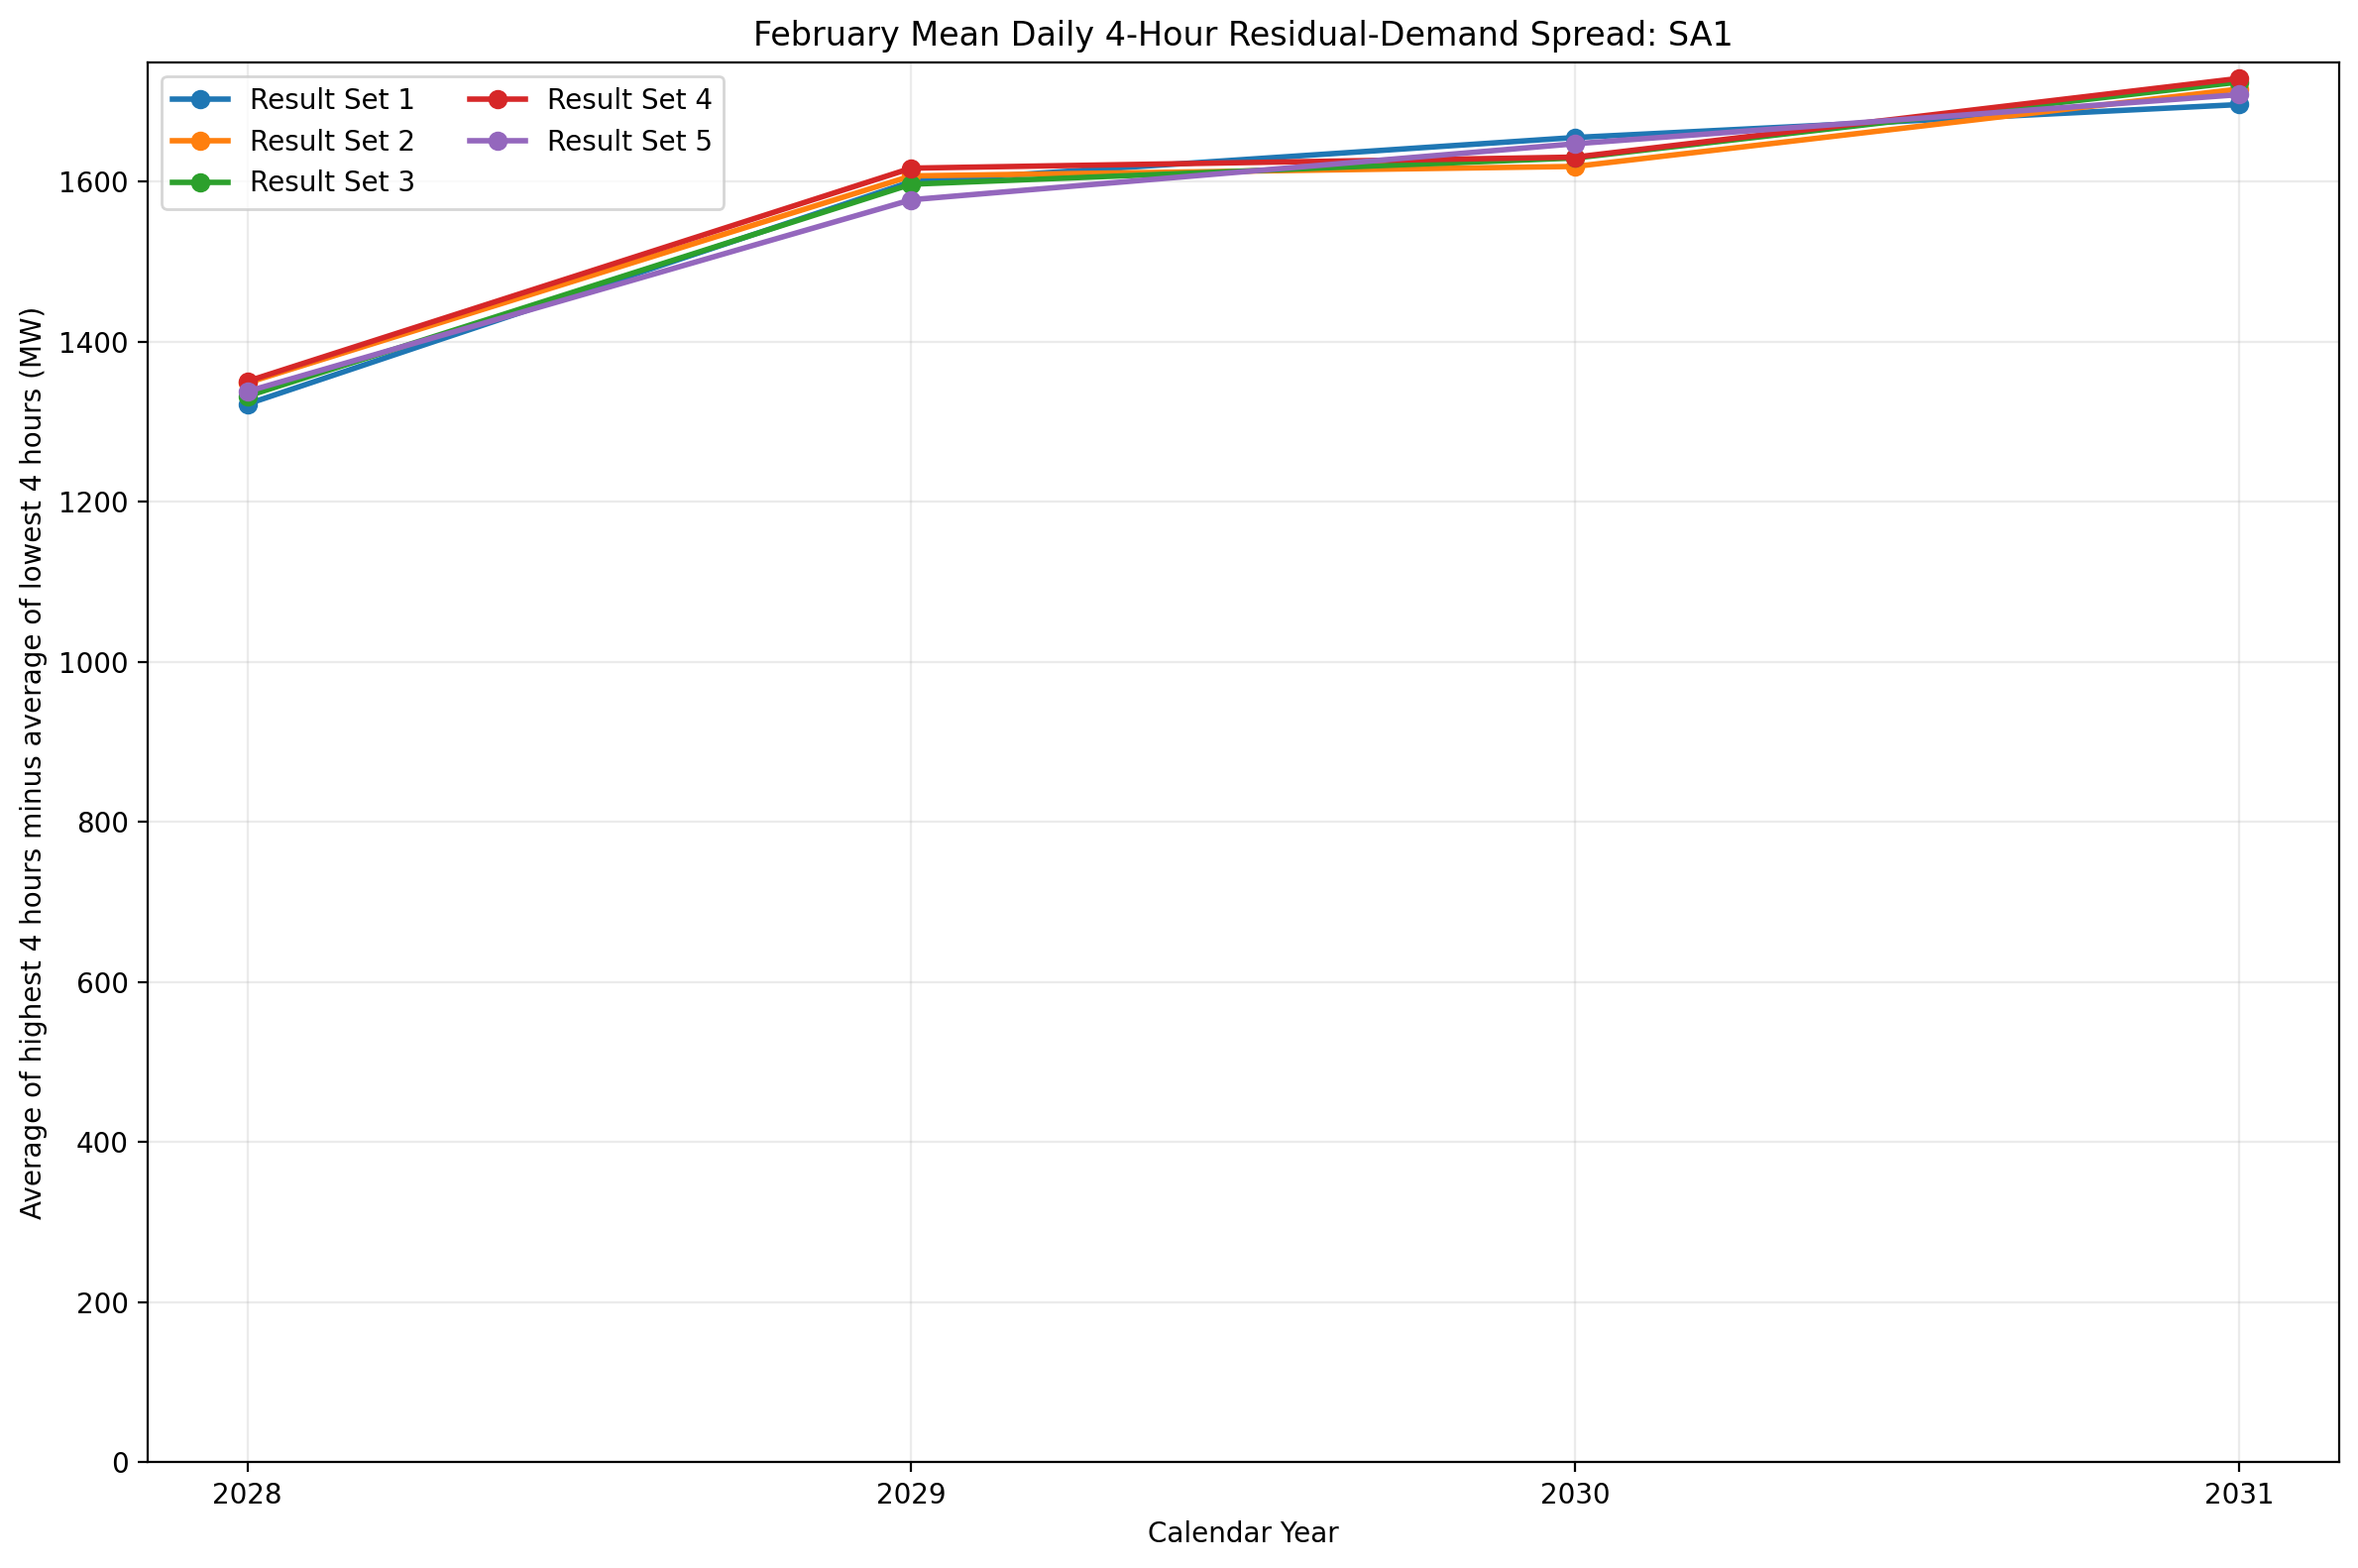 February Mean Daily 4-Hour Residual-Demand Spread: SA1
Result Set 1
Result Set 2
Result Set 3
Result Set 4
Result Set 5
Average of highest 4 hours minus average of lowest 4 hours (MW)
1600
1400
1200
1000
800
600
400
200
0
2028
2029
2030
2031
Calendar Year